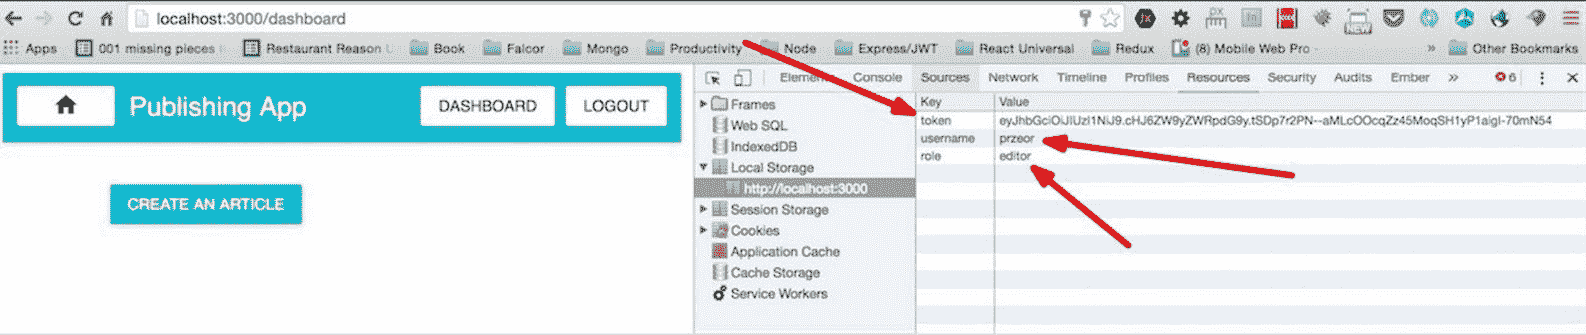 localhost:3000/dashboard
Apps 001 missing pieces Restaurant Reason U Book Falcor Mongo Productivity Node Express/JWT React Universal Redux (8) Mobile Web Pro » Other Bookmarks
NEW
Publishing App DASHBOARD LOGOUT
CREATE AN ARTICLE
Elements Console Sources Network Timeline Profiles Resources Security Audits Ember » 6
Frames
Web SQL
IndexedDB
Local Storage
http://localhost:3000
Session Storage
Cookies
Application Cache
Cache Storage
Service Workers
Key Value
token eyJhbGciOiJIUzI1NiJ9.cHJ6ZW9yZWRpdG9y.tSDp7r2PN--aMLcOOcqZz45MoqSH1yP1aigI-70mN54
username przeor
role editor